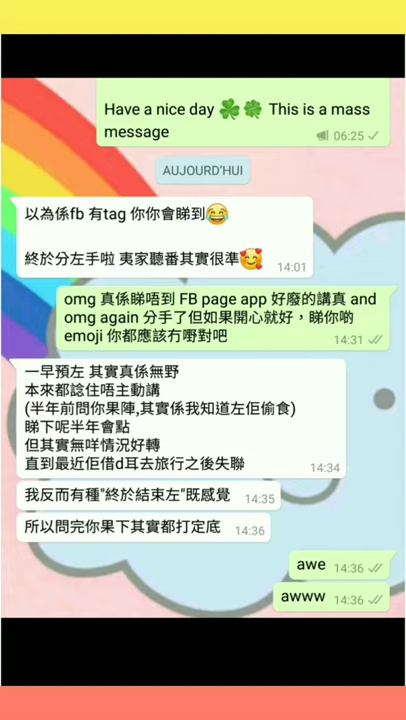 Have a nice day ☘️🍀 This is a mass
message
06:25
AUJOURD'HUI
以為係fb 有tag 你你會睇到😂
終於分左手啦 夷家聽番其實很準🥰
14:01
omg 真係睇唔到 FB page app 好廢的講真 and
omg again 分手了但如果開心就好，睇你啲
emoji 你都應該冇嘢對吧
14:31
一早預左 其實真係無野
本來都諗住唔主動講
(半年前問你果陣,其實係我知道左佢偷食)
睇下呢半年會點
但其實無咩情況好轉
直到最近佢借d耳去旅行之後失聯
14:34
我反而有種"終於結束左"既感覺
14:35
所以問完你果下其實都打定底
14:36
awe
14:36
awww
14:36